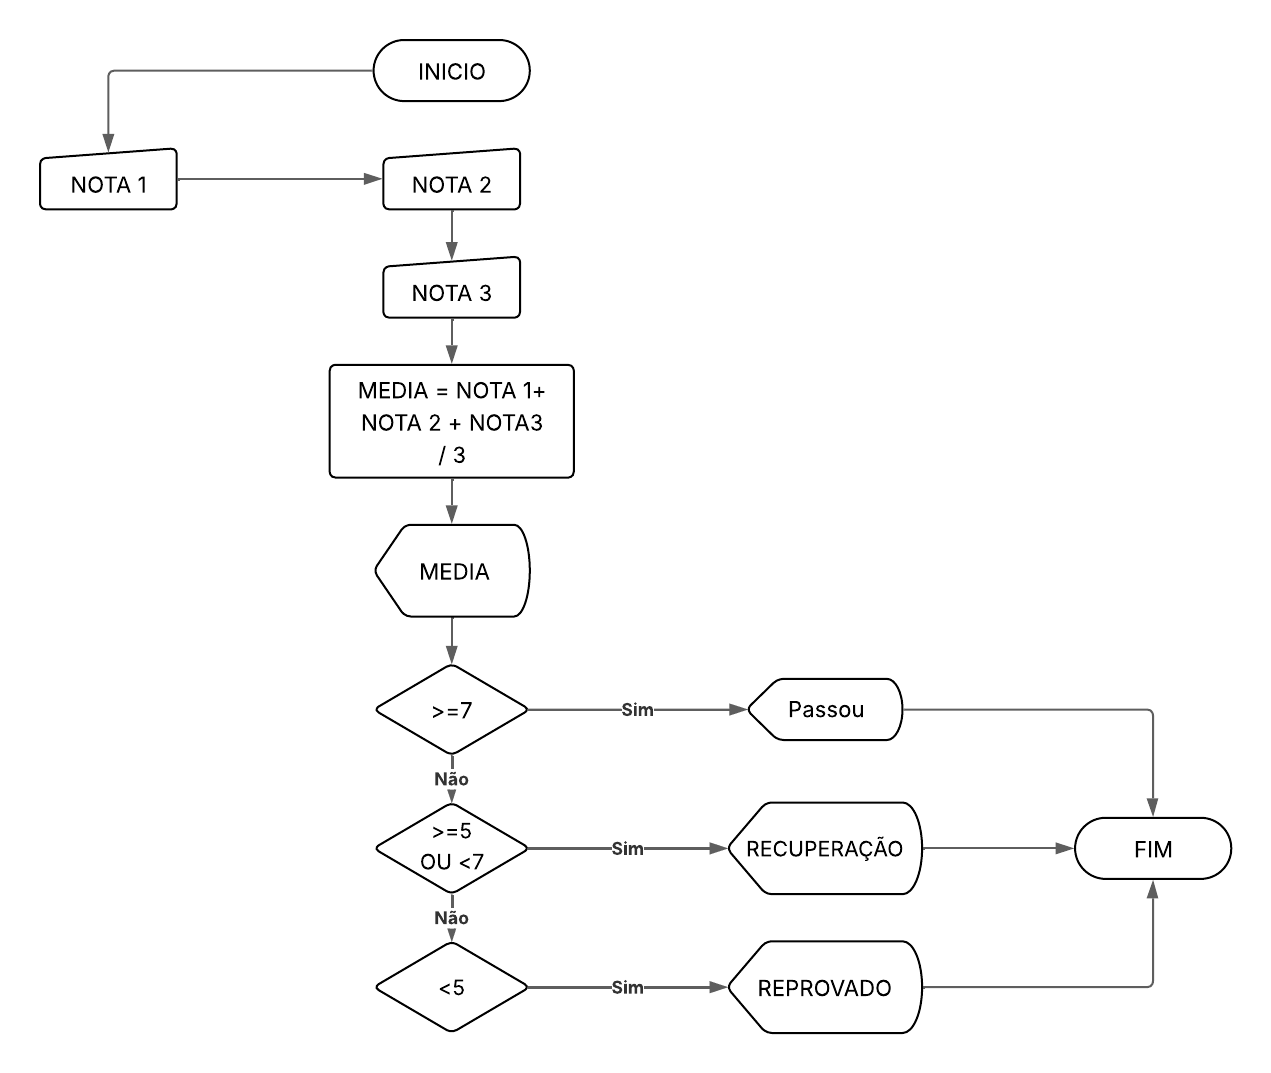 INICIO
NOTA 1
NOTA 2
NOTA 3
MEDIA = NOTA 1+
NOTA 2 + NOTA3
/ 3
MEDIA
>=7
Sim
Passou
Não
>=5
OU <7
Sim
RECUPERAÇÃO
FIM
Não
<5
Sim
REPROVADO